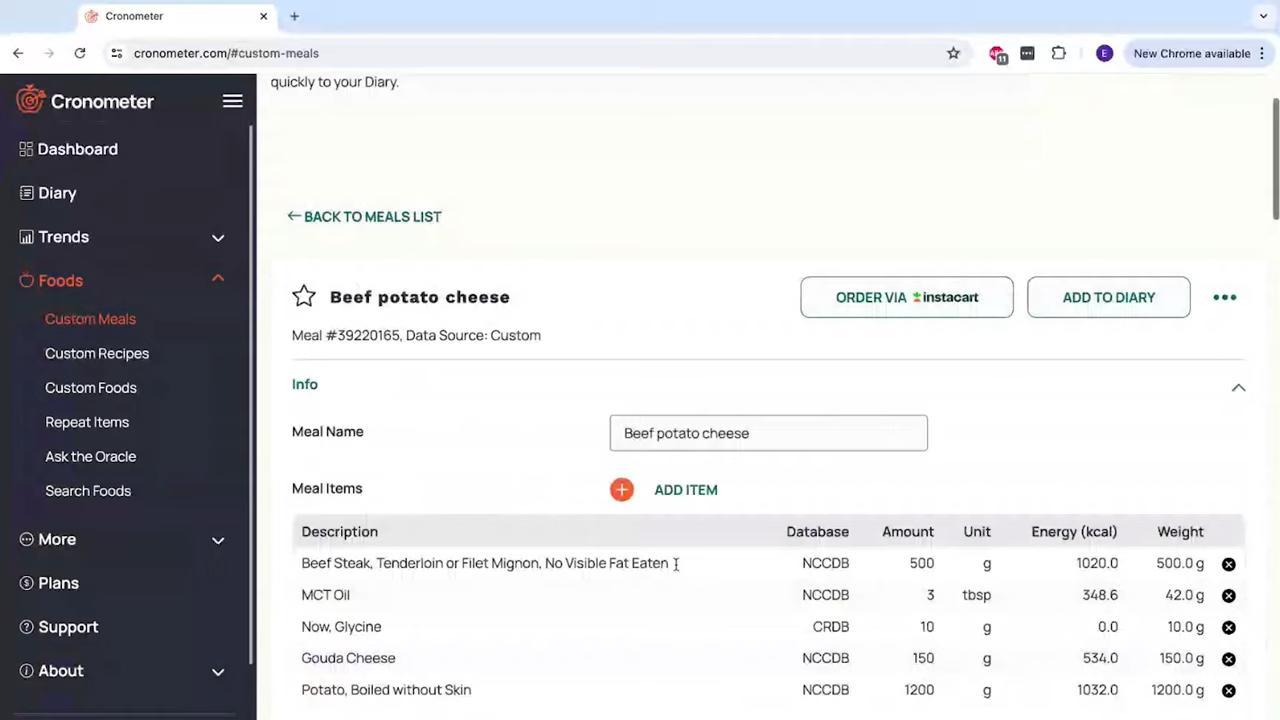 Cronometer
cronometer.com/#custom-meals
11
E
New Chrome available
Cronometer
Dashboard
Diary
Trends
Foods
Custom Meals
Custom Recipes
Custom Foods
Repeat Items
Ask the Oracle
Search Foods
More
Plans
Support
About
quickly to your Diary.
BACK TO MEALS LIST
Beef potato cheese
ORDER VIA instacart
ADD TO DIARY
Meal #39220165, Data Source: Custom
Info
Meal Name
Beef potato cheese
Meal Items
ADD ITEM
Description Database Amount Unit Energy (kcal) Weight
Beef Steak, Tenderloin or Filet Mignon, No Visible Fat Eaten NCCDB 500 g 1020.0 500.0 g
MCT Oil NCCDB 3 tbsp 348.6 42.0 g
Now, Glycine CRDB 10 g 0.0 10.0 g
Gouda Cheese NCCDB 150 g 534.0 150.0 g
Potato, Boiled without Skin NCCDB 1200 g 1032.0 1200.0 g